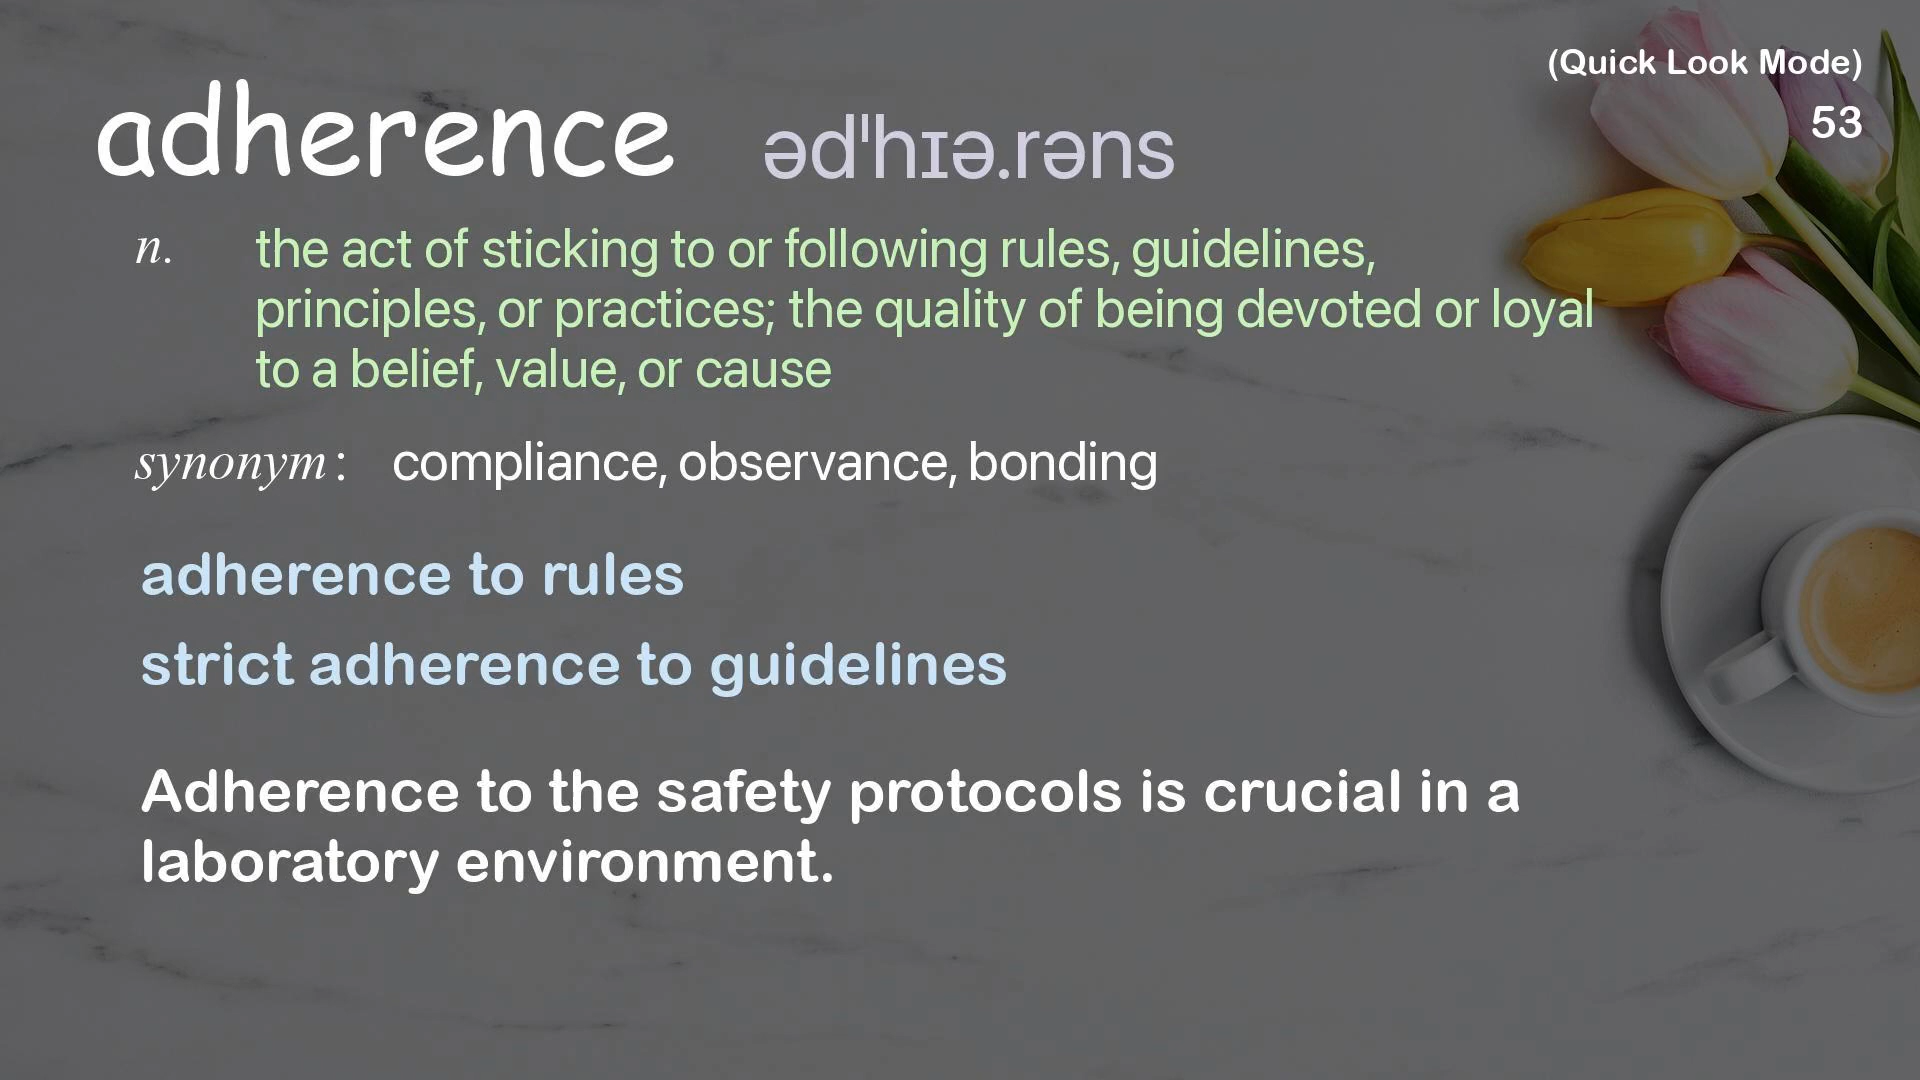 (Quick Look Mode)
53
adherence əd'hɪə.rəns
n. the act of sticking to or following rules, guidelines,
principles, or practices; the quality of being devoted or loyal
to a belief, value, or cause
synonym: compliance, observance, bonding
adherence to rules
strict adherence to guidelines
Adherence to the safety protocols is crucial in a
laboratory environment.